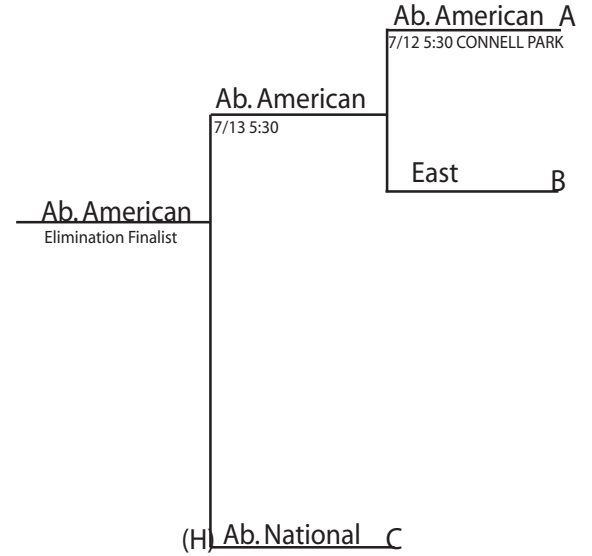 Ab. American A
7/12 5:30 CONNELL PARK
Ab. American
7/13 5:30
East B
Ab. American
Elimination Finalist
(H) Ab. National C